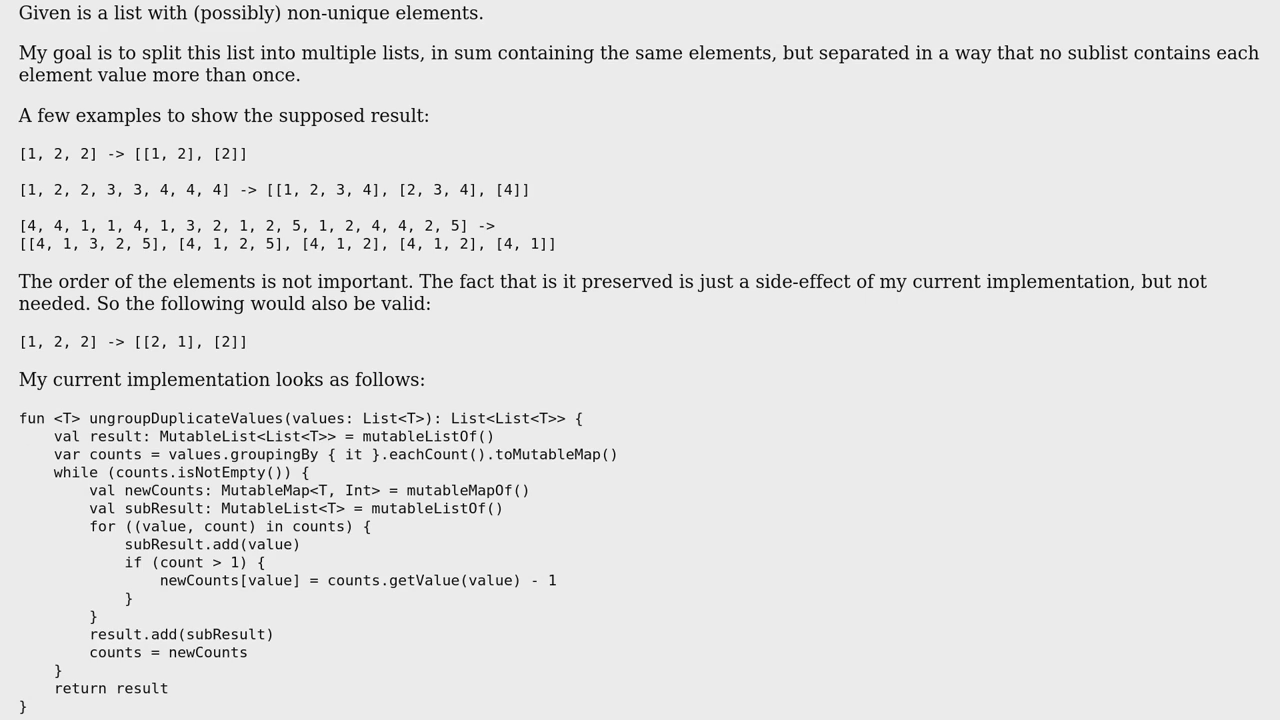 Given is a list with (possibly) non-unique elements.
My goal is to split this list into multiple lists, in sum containing the same elements, but separated in a way that no sublist contains each
element value more than once.
A few examples to show the supposed result:
[1, 2, 2] -> [[1, 2], [2]]
[1, 2, 2, 3, 3, 4, 4, 4] -> [[1, 2, 3, 4], [2, 3, 4], [4]]
[4, 4, 1, 1, 4, 1, 3, 2, 1, 2, 5, 1, 2, 4, 4, 2, 5] ->
[[4, 1, 3, 2, 5], [4, 1, 2, 5], [4, 1, 2], [4, 1, 2], [4, 1]]
The order of the elements is not important. The fact that is it preserved is just a side-effect of my current implementation, but not
needed. So the following would also be valid:
[1, 2, 2] -> [[2, 1], [2]]
My current implementation looks as follows:
fun <T> ungroupDuplicateValues(values: List<T>): List<List<T>> {
    val result: MutableList<List<T>> = mutableListOf()
    var counts = values.groupingBy { it }.eachCount().toMutableMap()
    while (counts.isNotEmpty()) {
        val newCounts: MutableMap<T, Int> = mutableMapOf()
        val subResult: MutableList<T> = mutableListOf()
        for ((value, count) in counts) {
            subResult.add(value)
            if (count > 1) {
                newCounts[value] = counts.getValue(value) - 1
            }
        }
        result.add(subResult)
        counts = newCounts
    }
    return result
}